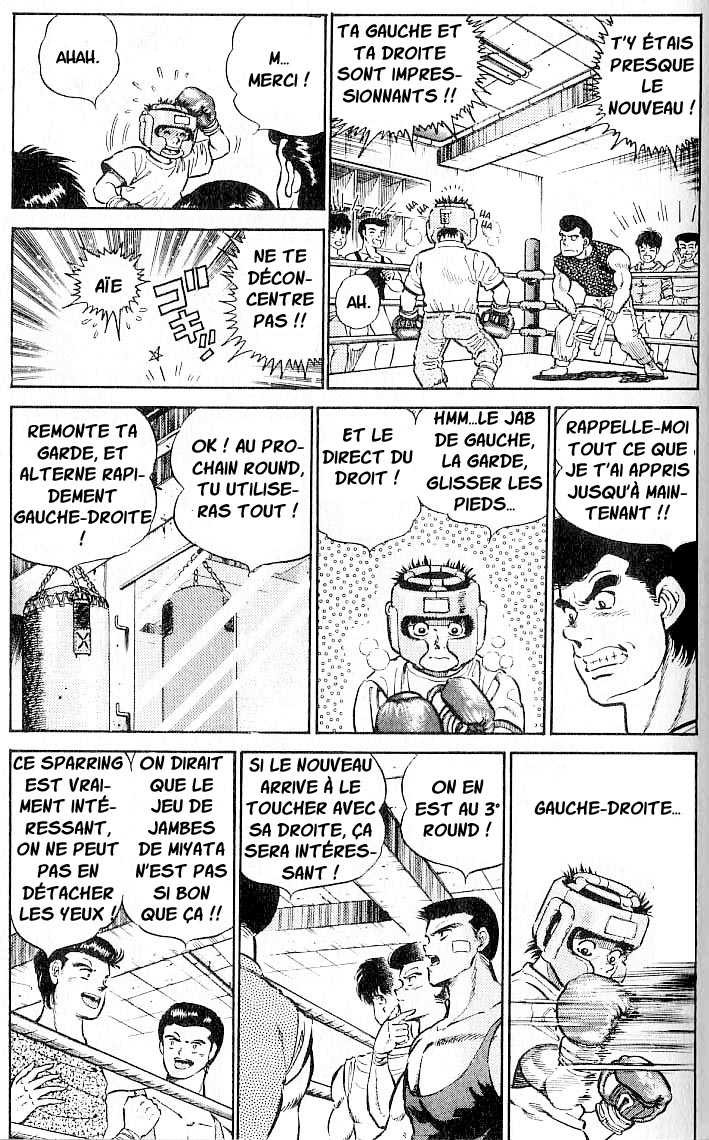 T'Y ÉTAIS
PRESQUE
LE
NOUVEAU !
TA GAUCHE ET
TA DROITE
SONT IMPRES-
SIONNANTS !!
HA
HA
HA
HA
AH.
M...
MERCI !
AHAH.
NE TE
DÉCON-
CENTRE
PAS !!
AÏE
ゴキ
RAPPELLE-MOI
TOUT CE QUE
JE T'AI APPRIS
JUSQU'À MAIN-
TENANT !!
HMM...LE JAB
DE GAUCHE,
LA GARDE,
GLISSER LES
PIEDS...
ET LE
DIRECT DU
DROIT !
OK ! AU PRO-
CHAIN ROUND,
TU UTILISE-
RAS TOUT !
REMONTE TA
GARDE, ET
ALTERNE RAPI-
DEMENT
GAUCHE-DROITE
!
GAUCHE-DROITE...
ON EN
EST AU 3°
ROUND !
SI LE NOUVEAU
ARRIVE À LE
TOUCHER AVEC
SA DROITE, ÇA
SERA INTÉRES-
SANT !
ON DIRAIT
QUE LE
JEU DE
JAMBES
DE MIYATA
N'EST PAS
SI BON
QUE ÇA !!
CE SPARRING
EST VRAI-
MENT INTÉ-
RESSANT,
ON NE PEUT
PAS EN
DÉTACHER
LES YEUX !